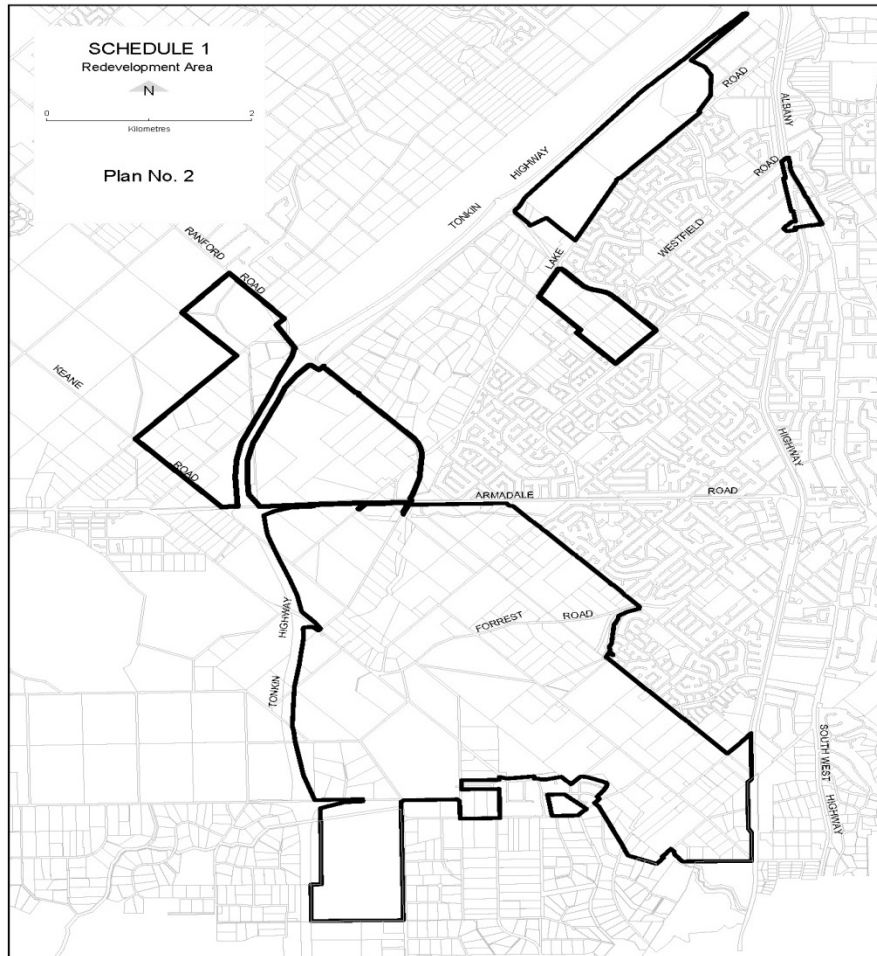 SCHEDULE 1
Redevelopment Area
N
0 2
Kilometres
Plan No. 2
ROAD
ALBANY
HIGHWAY
TONKIN
ROAD
WESTFIELD
LAKE
RANFORD
ROAD
KEANE
ROAD
HIGHWAY
ARMADALE
ROAD
FORREST
ROAD
HIGHWAY
TONKIN
SOUTH WEST
HIGHWAY